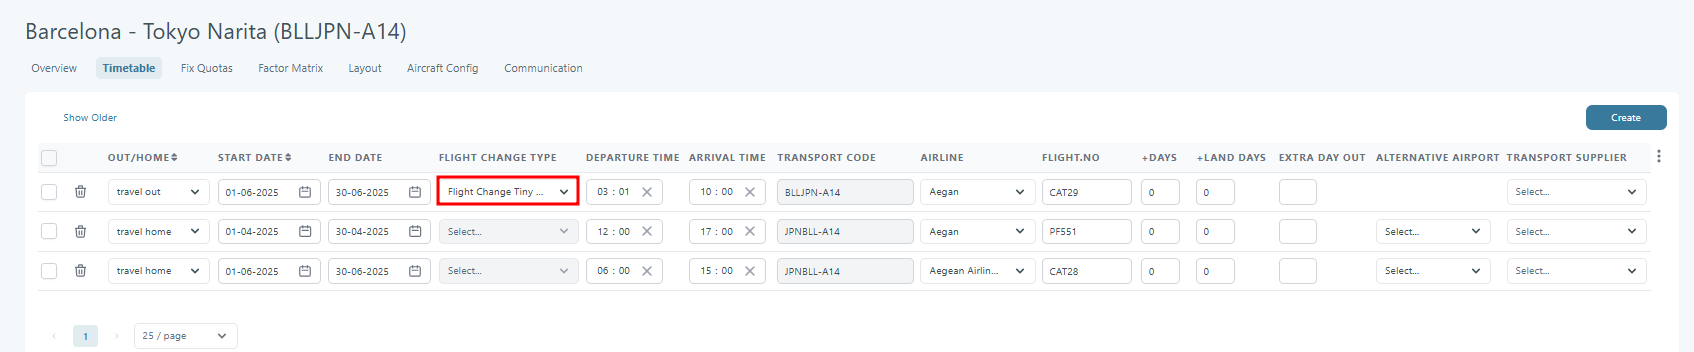 Barcelona - Tokyo Narita (BLLJPN-A14)
Overview Timetable Fix Quotas Factor Matrix Layout Aircraft Config Communication
Show Older Create
OUT/HOME START DATE END DATE FLIGHT CHANGE TYPE DEPARTURE TIME ARRIVAL TIME TRANSPORT CODE AIRLINE FLIGHT.NO +DAYS +LAND DAYS EXTRA DAY OUT ALTERNATIVE AIRPORT TRANSPORT SUPPLIER
travel out 01-06-2025 30-06-2025 Flight Change Tiny ... 03 : 01 10 : 00 BLLJPN-A14 Aegan CAT29 0 0 Select...
travel home 01-04-2025 30-04-2025 Select... 12 : 00 17 : 00 JPNBLL-A14 Aegan PF551 0 0 Select... Select...
travel home 01-06-2025 30-06-2025 Select... 06 : 00 15 : 00 JPNBLL-A14 Aegean Airlin... CAT28 0 0 Select... Select...
1 25 / page